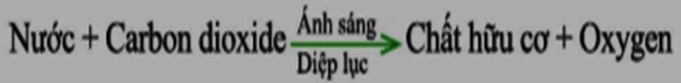 Nước + Carbon dioxide Ánh sáng Diệp lục Chất hữu cơ + Oxygen